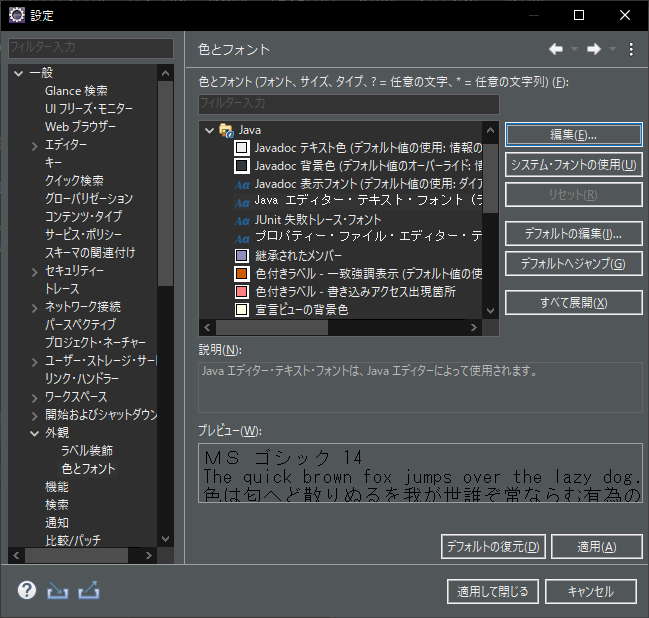 設定
フィルター入力
一般
Glance 検索
UI フリーズ・モニター
Web ブラウザー
エディター
キー
クイック検索
グローバリゼーション
コンテンツ・タイプ
サービス・ポリシー
スキーマの関連付け
セキュリティー
トレース
ネットワーク接続
パースペクティブ
プロジェクト・ネーチャー
ユーザー・ストレージ・サー
リンク・ハンドラー
ワークスペース
開始およびシャットダウン
外観
ラベル装飾
色とフォント
機能
検索
通知
比較/パッチ
色とフォント
色とフォント (フォント、サイズ、タイプ、? = 任意の文字、* = 任意の文字列) (F):
フィルター入力
Java
Javadoc テキスト色 (デフォルト値の使用: 情報の
Javadoc 背景色 (デフォルト値のオーバーライド: 情
Javadoc 表示フォント (デフォルト値の使用: ダイア
Java エディター・テキスト・フォント (デ
JUnit 失敗トレース・フォント
プロパティー・ファイル・エディター・テ
継承されたメンバー
色付きラベル - 一致強調表示 (デフォルト値の使
色付きラベル - 書き込みアクセス出現箇所
宣言ビューの背景色
編集(E)...
システム・フォントの使用(U)
リセット(R)
デフォルトの編集(I)...
デフォルトへジャンプ(G)
すべて展開(X)
説明(N):
Java エディター・テキスト・フォントは、Java エディターによって使用されます。
プレビュー(W):
ＭＳ ゴシック 14
The quick brown fox jumps over the lazy dog.
色は匂へど散りぬるを我が世誰ぞ常ならむ有為の
デフォルトの復元(D)
適用(A)
適用して閉じる
キャンセル